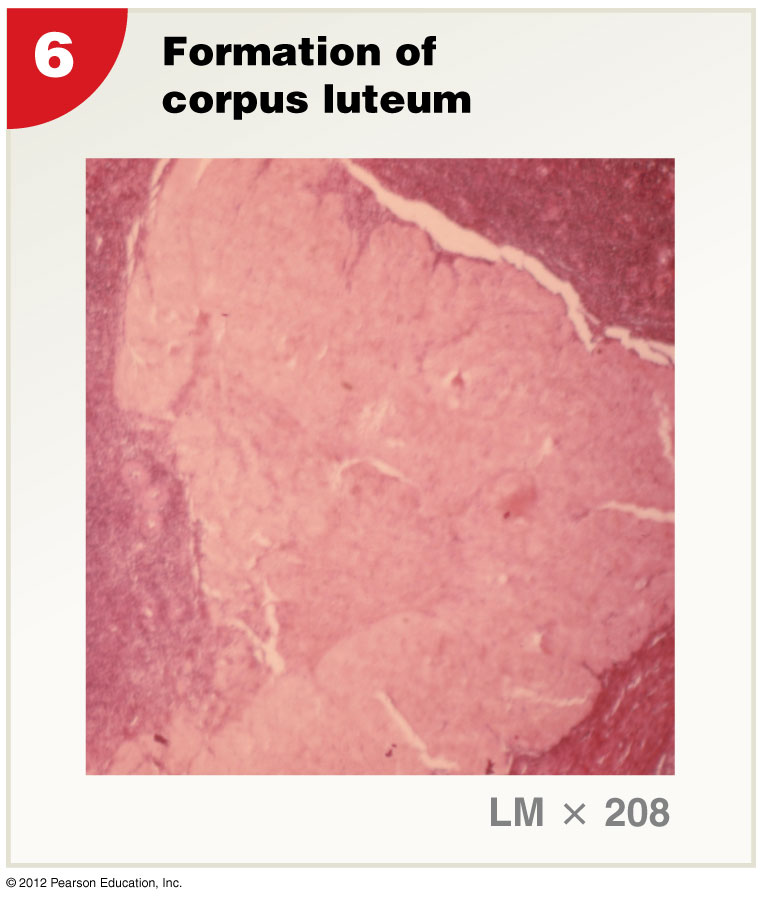 6
Formation of
corpus luteum
LM × 208
© 2012 Pearson Education, Inc.